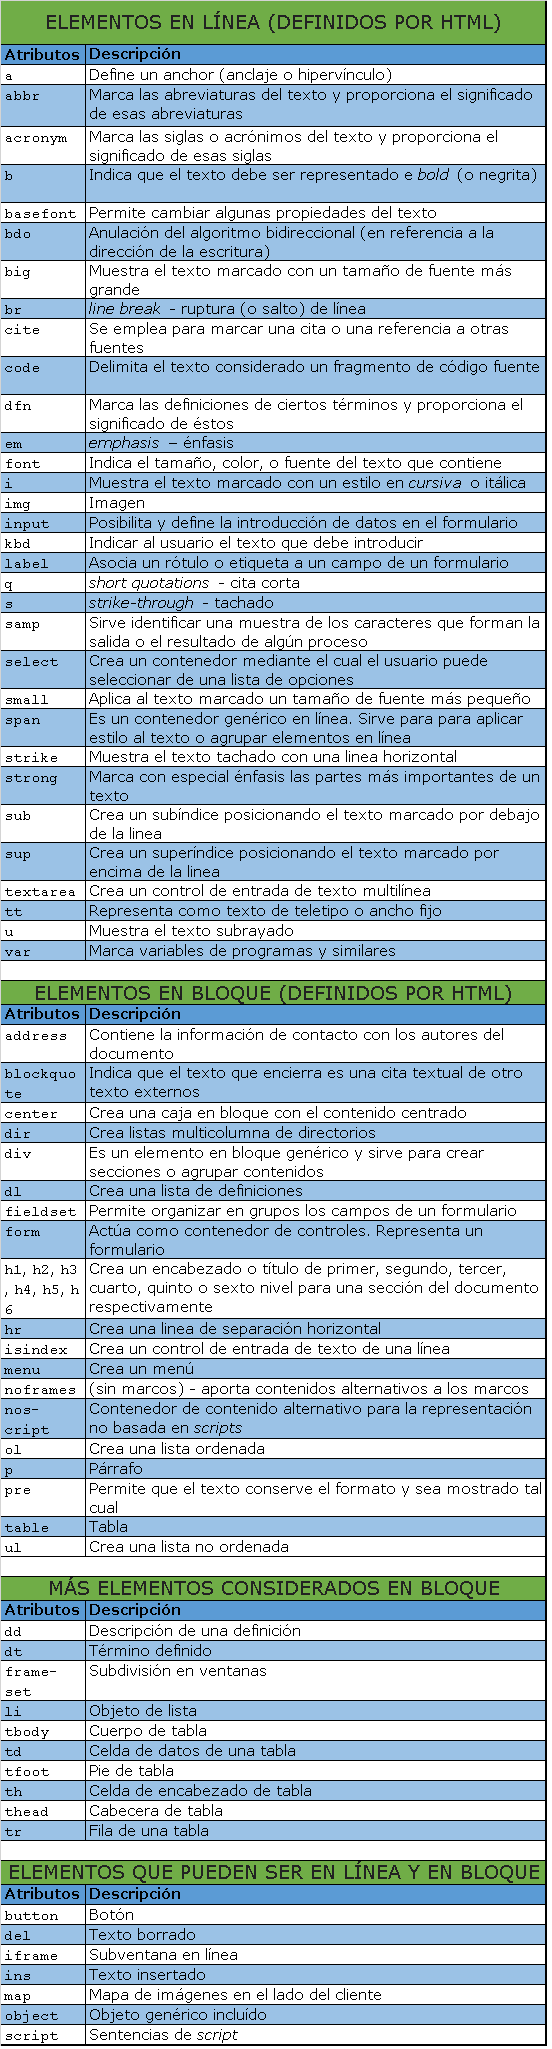 ELEMENTOS EN LÍNEA (DEFINIDOS POR HTML)
Atributos Descripción
a Define un anchor (anclaje o hipervínculo)
abbr Marca las abreviaturas del texto y proporciona el significado
de esas abreviaturas
acronym Marca las siglas o acrónimos del texto y proporciona el
significado de esas siglas
b Indica que el texto debe ser representado e bold (o negrita)
basefont Permite cambiar algunas propiedades del texto
bdo Anulación del algoritmo bidireccional (en referencia a la
dirección de la escritura)
big Muestra el texto marcado con un tamaño de fuente más
grande
br line break - ruptura (o salto) de línea
cite Se emplea para marcar una cita o una referencia a otras
fuentes
code Delimita el texto considerado un fragmento de código fuente
dfn Marca las definiciones de ciertos términos y proporciona el
significado de éstos
em emphasis – énfasis
font Indica el tamaño, color, o fuente del texto que contiene
i Muestra el texto marcado con un estilo en cursiva o itálica
img Imagen
input Posibilita y define la introducción de datos en el formulario
kbd Indicar al usuario el texto que debe introducir
label Asocia un rótulo o etiqueta a un campo de un formulario
q short quotations - cita corta
s strike-through - tachado
samp Sirve identificar una muestra de los caracteres que forman la
salida o el resultado de algún proceso
select Crea un contenedor mediante el cual el usuario puede
seleccionar de una lista de opciones
small Aplica al texto marcado un tamaño de fuente más pequeño
span Es un contenedor genérico en línea. Sirve para para aplicar
estilo al texto o agrupar elementos en línea
strike Muestra el texto tachado con una linea horizontal
strong Marca con especial énfasis las partes más importantes de un
texto
sub Crea un subíndice posicionando el texto marcado por debajo
de la linea
sup Crea un superíndice posicionando el texto marcado por
encima de la linea
textarea Crea un control de entrada de texto multilínea
tt Representa como texto de teletipo o ancho fijo
u Muestra el texto subrayado
var Marca variables de programas y similares
ELEMENTOS EN BLOQUE (DEFINIDOS POR HTML)
Atributos Descripción
address Contiene la información de contacto con los autores del
documento
blockquo Indica que el texto que encierra es una cita textual de otro
te texto externos
center Crea una caja en bloque con el contenido centrado
dir Crea listas multicolumna de directorios
div Es un elemento en bloque genérico y sirve para crear
secciones o agrupar contenidos
dl Crea una lista de definiciones
fieldset Permite organizar en grupos los campos de un formulario
form Actúa como contenedor de controles. Representa un
formulario
h1, h2, h3 Crea un encabezado o título de primer, segundo, tercer,
, h4, h5, h cuarto, quinto o sexto nivel para una sección del documento
6 respectivamente
hr Crea una linea de separación horizontal
isindex Crea un control de entrada de texto de una línea
menu Crea un menú
noframes (sin marcos) - aporta contenidos alternativos a los marcos
nos- Contenedor de contenido alternativo para la representación
cript no basada en scripts
ol Crea una lista ordenada
p Párrafo
pre Permite que el texto conserve el formato y sea mostrado tal
cual
table Tabla
ul Crea una lista no ordenada
MÁS ELEMENTOS CONSIDERADOS EN BLOQUE
Atributos Descripción
dd Descripción de una definición
dt Término definido
frame- Subdivisión en ventanas
set
li Objeto de lista
tbody Cuerpo de tabla
td Celda de datos de una tabla
tfoot Pie de tabla
th Celda de encabezado de tabla
thead Cabecera de tabla
tr Fila de una tabla
ELEMENTOS QUE PUEDEN SER EN LÍNEA Y EN BLOQUE
Atributos Descripción
button Botón
del Texto borrado
iframe Subventana en línea
ins Texto insertado
map Mapa de imágenes en el lado del cliente
object Objeto genérico incluído
script Sentencias de script